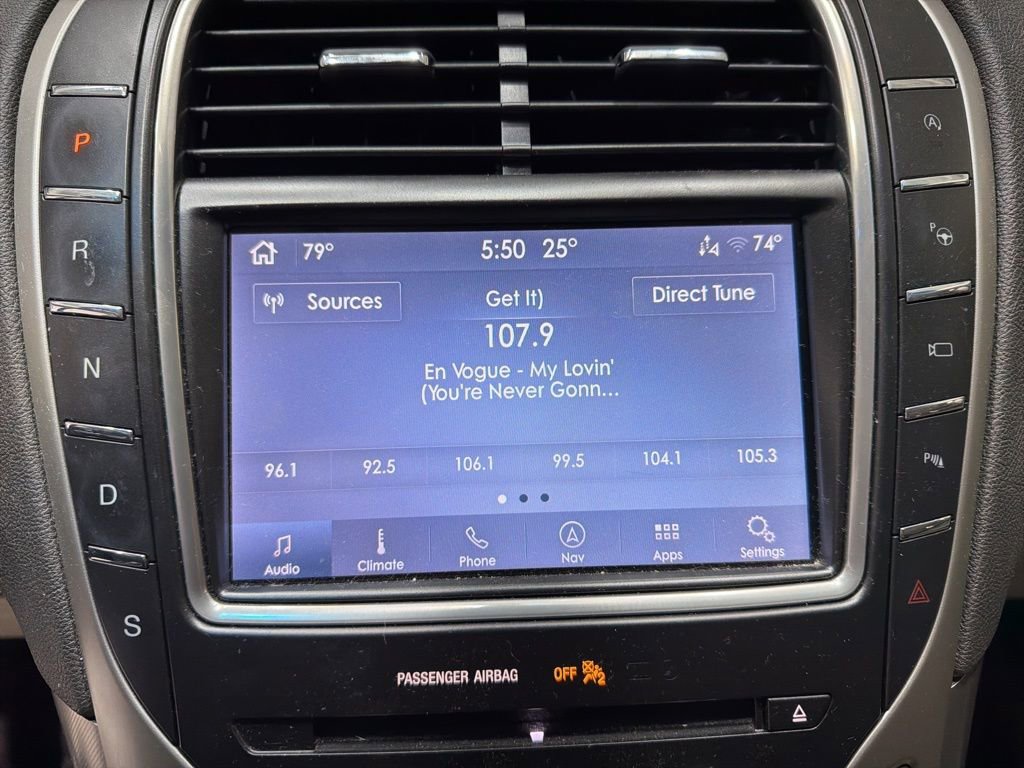 79° 5:50 25° 74°
Sources Get It) Direct Tune
107.9
En Vogue - My Lovin'
(You're Never Gonn...
96.1 92.5 106.1 99.5 104.1 105.3
Audio Climate Phone Nav Apps Settings
P
R
N
D
S
A
P
P
PASSENGER AIRBAG OFF 2